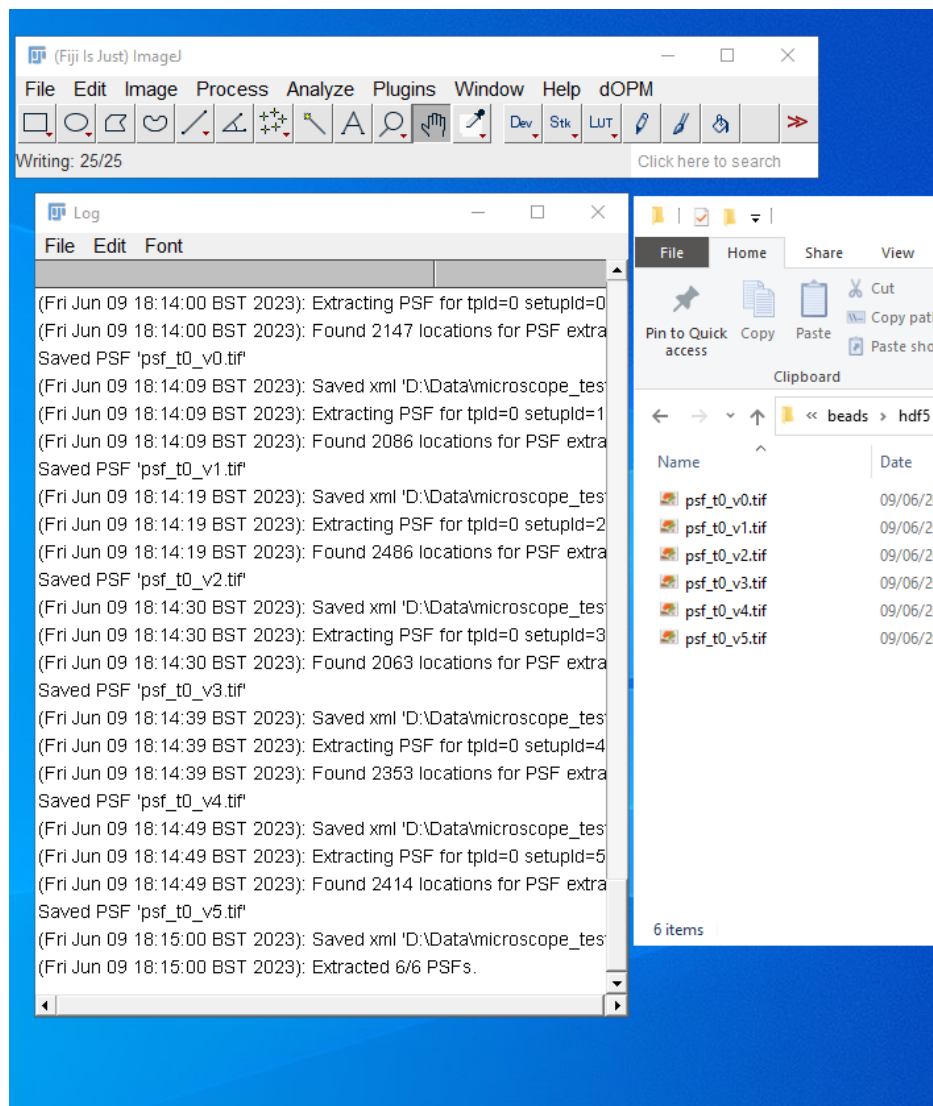 (Fiji Is Just) ImageJ
File Edit Image Process Analyze Plugins Window Help dOPM
Dev Stk LUT
Writing: 25/25
Click here to search
Log
File Edit Font
(Fri Jun 09 18:14:00 BST 2023): Extracting PSF for tpId=0 setupId=0
(Fri Jun 09 18:14:00 BST 2023): Found 2147 locations for PSF extra
Saved PSF 'psf_t0_v0.tif'
(Fri Jun 09 18:14:09 BST 2023): Saved xml 'D:\Data\microscope_tes
(Fri Jun 09 18:14:09 BST 2023): Extracting PSF for tpId=0 setupId=1
(Fri Jun 09 18:14:09 BST 2023): Found 2086 locations for PSF extra
Saved PSF 'psf_t0_v1.tif'
(Fri Jun 09 18:14:19 BST 2023): Saved xml 'D:\Data\microscope_tes
(Fri Jun 09 18:14:19 BST 2023): Extracting PSF for tpId=0 setupId=2
(Fri Jun 09 18:14:19 BST 2023): Found 2486 locations for PSF extra
Saved PSF 'psf_t0_v2.tif'
(Fri Jun 09 18:14:30 BST 2023): Saved xml 'D:\Data\microscope_tes
(Fri Jun 09 18:14:30 BST 2023): Extracting PSF for tpId=0 setupId=3
(Fri Jun 09 18:14:30 BST 2023): Found 2063 locations for PSF extra
Saved PSF 'psf_t0_v3.tif'
(Fri Jun 09 18:14:39 BST 2023): Saved xml 'D:\Data\microscope_tes
(Fri Jun 09 18:14:39 BST 2023): Extracting PSF for tpId=0 setupId=4
(Fri Jun 09 18:14:39 BST 2023): Found 2353 locations for PSF extra
Saved PSF 'psf_t0_v4.tif'
(Fri Jun 09 18:14:49 BST 2023): Saved xml 'D:\Data\microscope_tes
(Fri Jun 09 18:14:49 BST 2023): Extracting PSF for tpId=0 setupId=5
(Fri Jun 09 18:14:49 BST 2023): Found 2414 locations for PSF extra
Saved PSF 'psf_t0_v5.tif'
(Fri Jun 09 18:15:00 BST 2023): Saved xml 'D:\Data\microscope_tes
(Fri Jun 09 18:15:00 BST 2023): Extracted 6/6 PSFs.
File Home Share View
Pin to Quick access
Copy
Paste
Cut
Copy pat
Paste sho
Clipboard
« beads › hdf5
Name Date
psf_t0_v0.tif 09/06/2
psf_t0_v1.tif 09/06/2
psf_t0_v2.tif 09/06/2
psf_t0_v3.tif 09/06/2
psf_t0_v4.tif 09/06/2
psf_t0_v5.tif 09/06/2
6 items